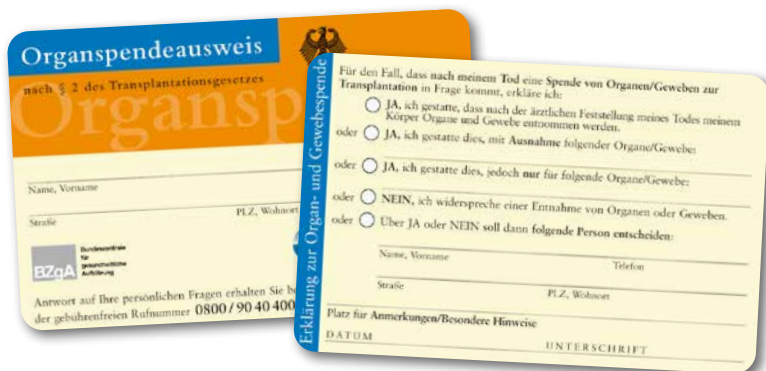 Organspendeausweis
nach § 2 des Transplantationsgesetzes
Organsp
Name, Vorname
Straße PLZ, Wohnort
BZgA
Bundeszentrale
für
gesundheitliche
Aufklärung
Antwort auf Ihre persönlichen Fragen erhalten Sie be
der gebührenfreien Rufnummer 0800 / 90 40 400
Erklärung zur Organ- und Gewebespende
Für den Fall, dass nach meinem Tod eine Spende von Organen/Geweben zur
Transplantation in Frage kommt, erkläre ich:
JA, ich gestatte, dass nach der ärztlichen Feststellung meines Todes meinem
Körper Organe und Gewebe entnommen werden.
oder JA, ich gestatte dies, mit Ausnahme folgender Organe/Gewebe:
oder JA, ich gestatte dies, jedoch nur für folgende Organe/Gewebe:
oder NEIN, ich widerspreche einer Entnahme von Organen oder Geweben.
oder Über JA oder NEIN soll dann folgende Person entscheiden:
Name, Vorname Telefon
Straße PLZ, Wohnort
Platz für Anmerkungen/Besondere Hinweise
DATUM UNTERSCHRIFT